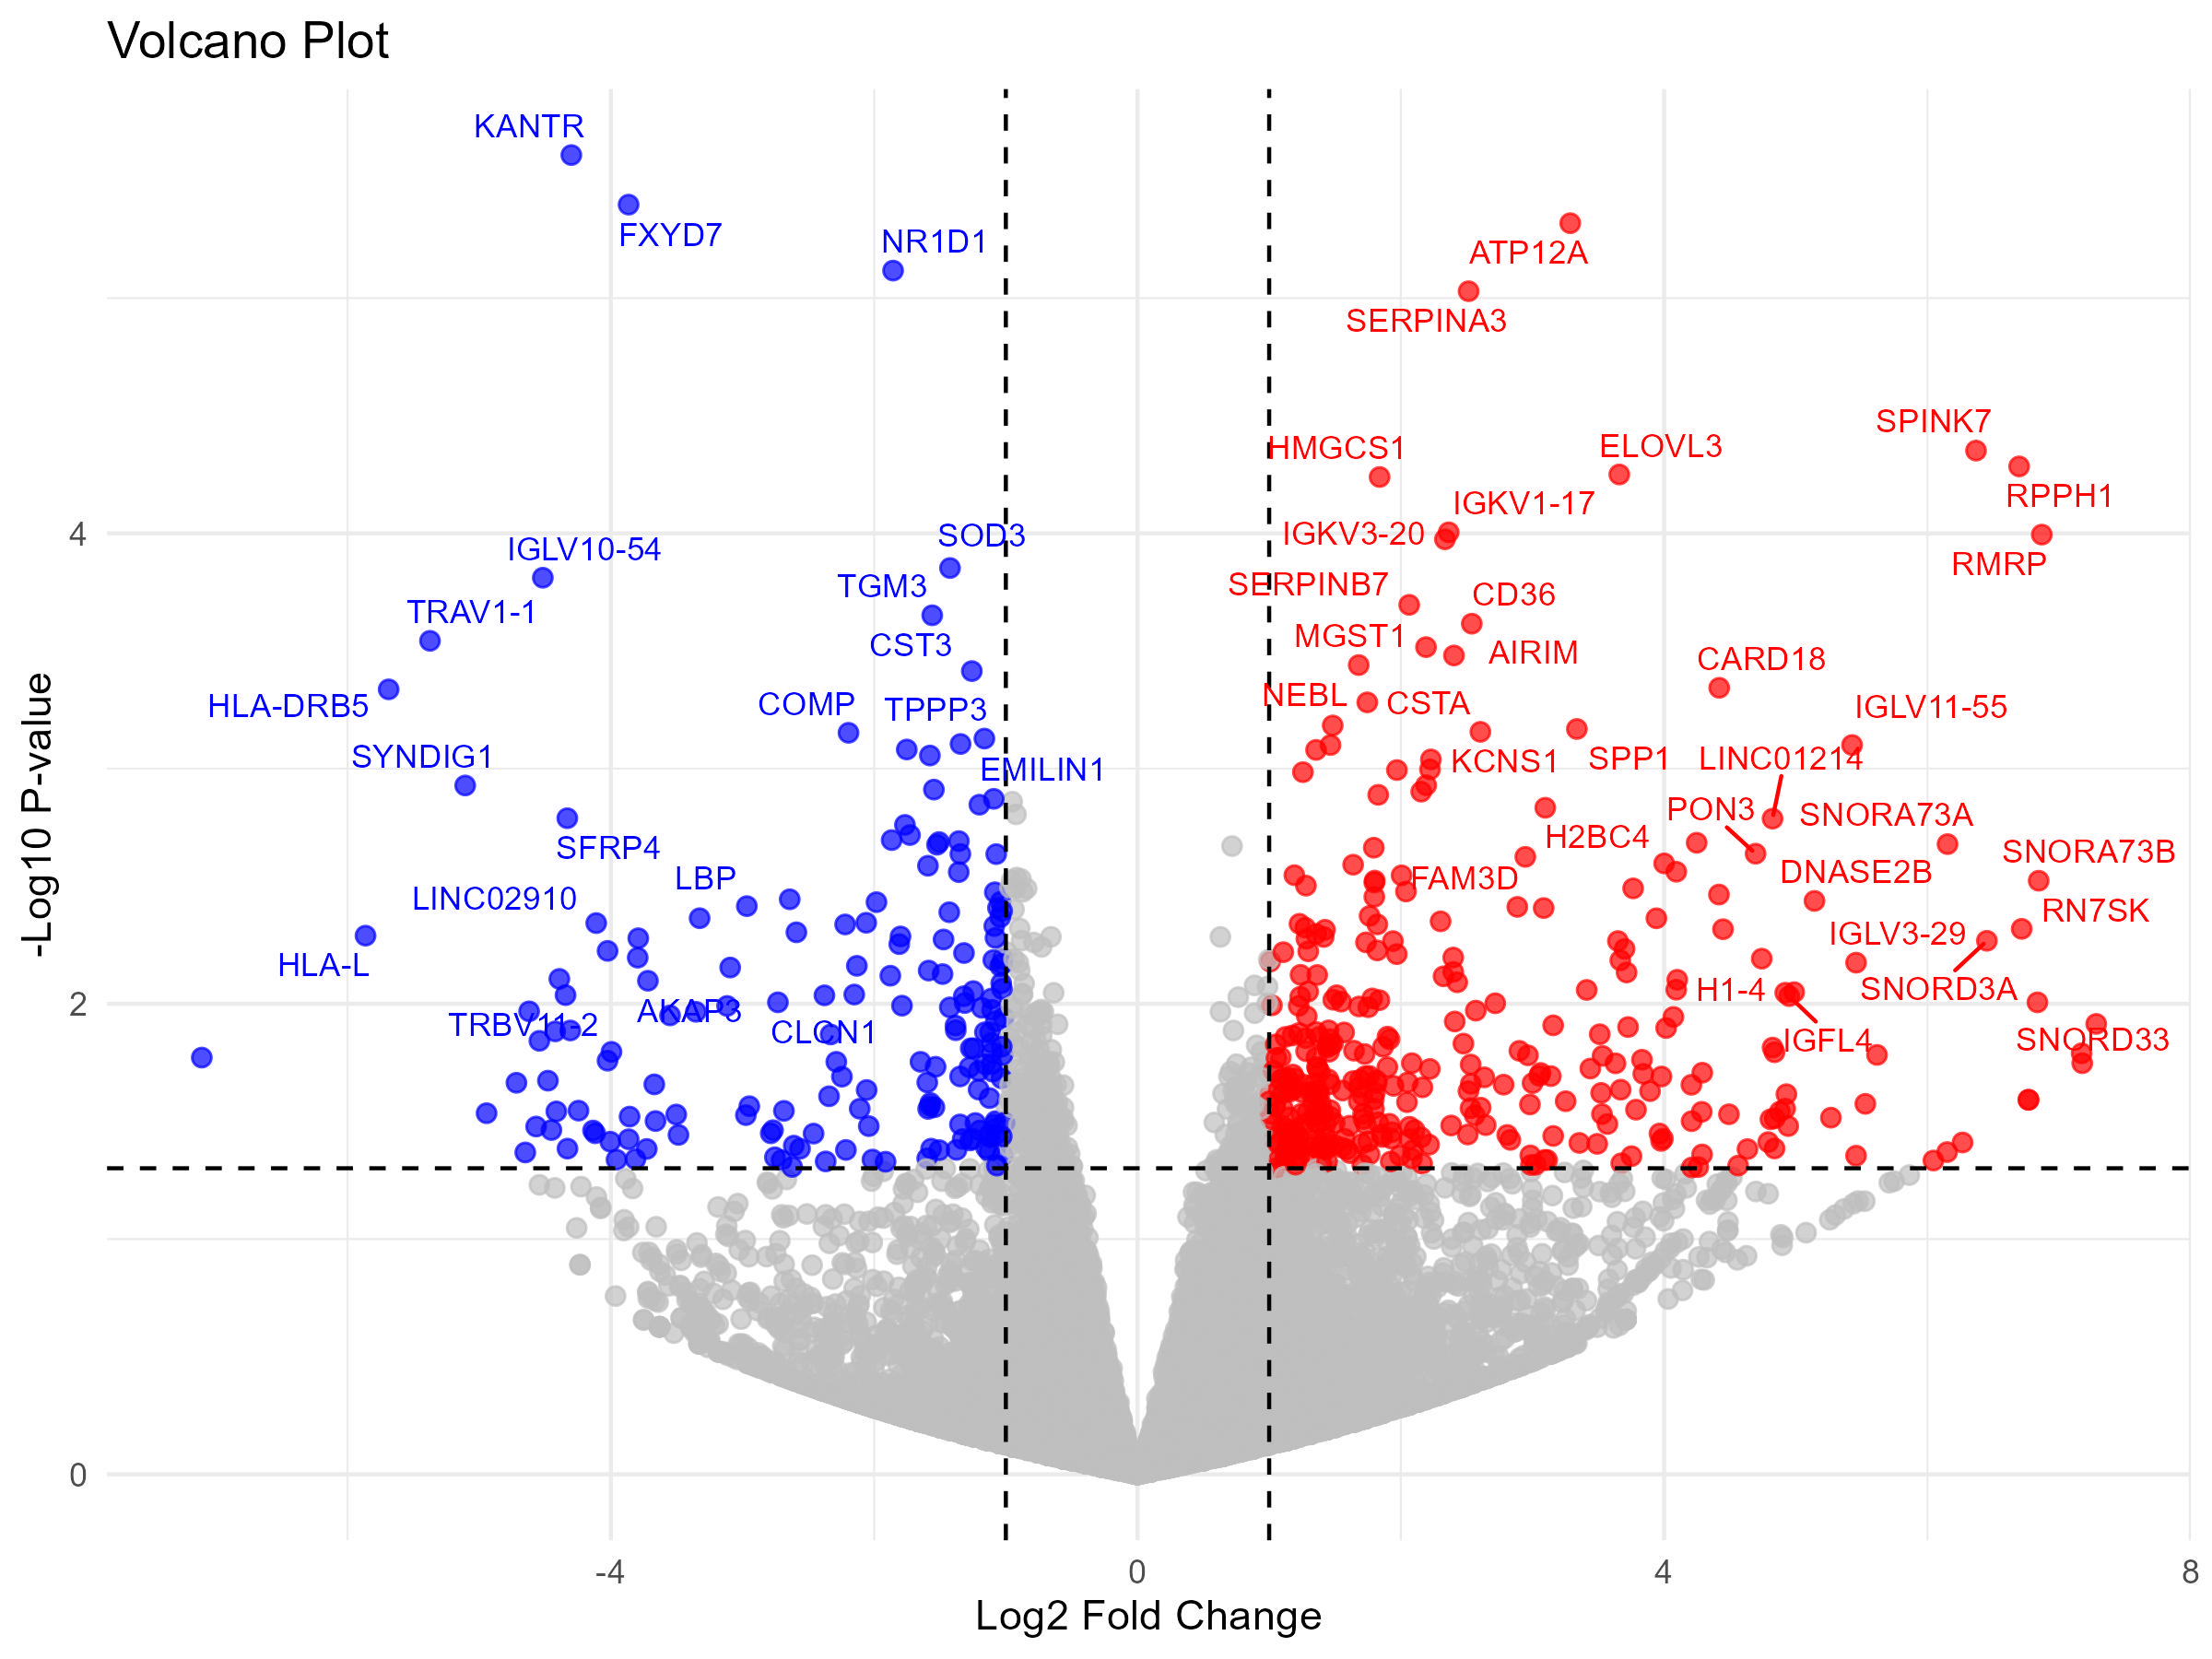 Volcano Plot
KANTR
FXYD7
NR1D1
ATP12A
SERPINA3
SPINK7
HMGCS1
ELOVL3
RPPH1
IGKV1-17
IGKV3-20
SOD3
IGLV10-54
RMRP
TGM3
SERPINB7
CD36
TRAV1-1
MGST1
CST3
AIRIM
CARD18
NEBL
CSTA
COMP
TPPP3
HLA-DRB5
IGLV11-55
SYNDIG1
KCNS1
SPP1
LINC01214
EMILIN1
PON3
SNORA73A
H2BC4
SFRP4
SNORA73B
LBP
FAM3D
DNASE2B
LINC02910
RN7SK
IGLV3-29
HLA-L
H1-4
SNORD3A
AKAP3
TRBV11-2
CLCN1
IGFL4
SNORD33
4
2
0
-4
0
4
8
-Log10 P-value
Log2 Fold Change